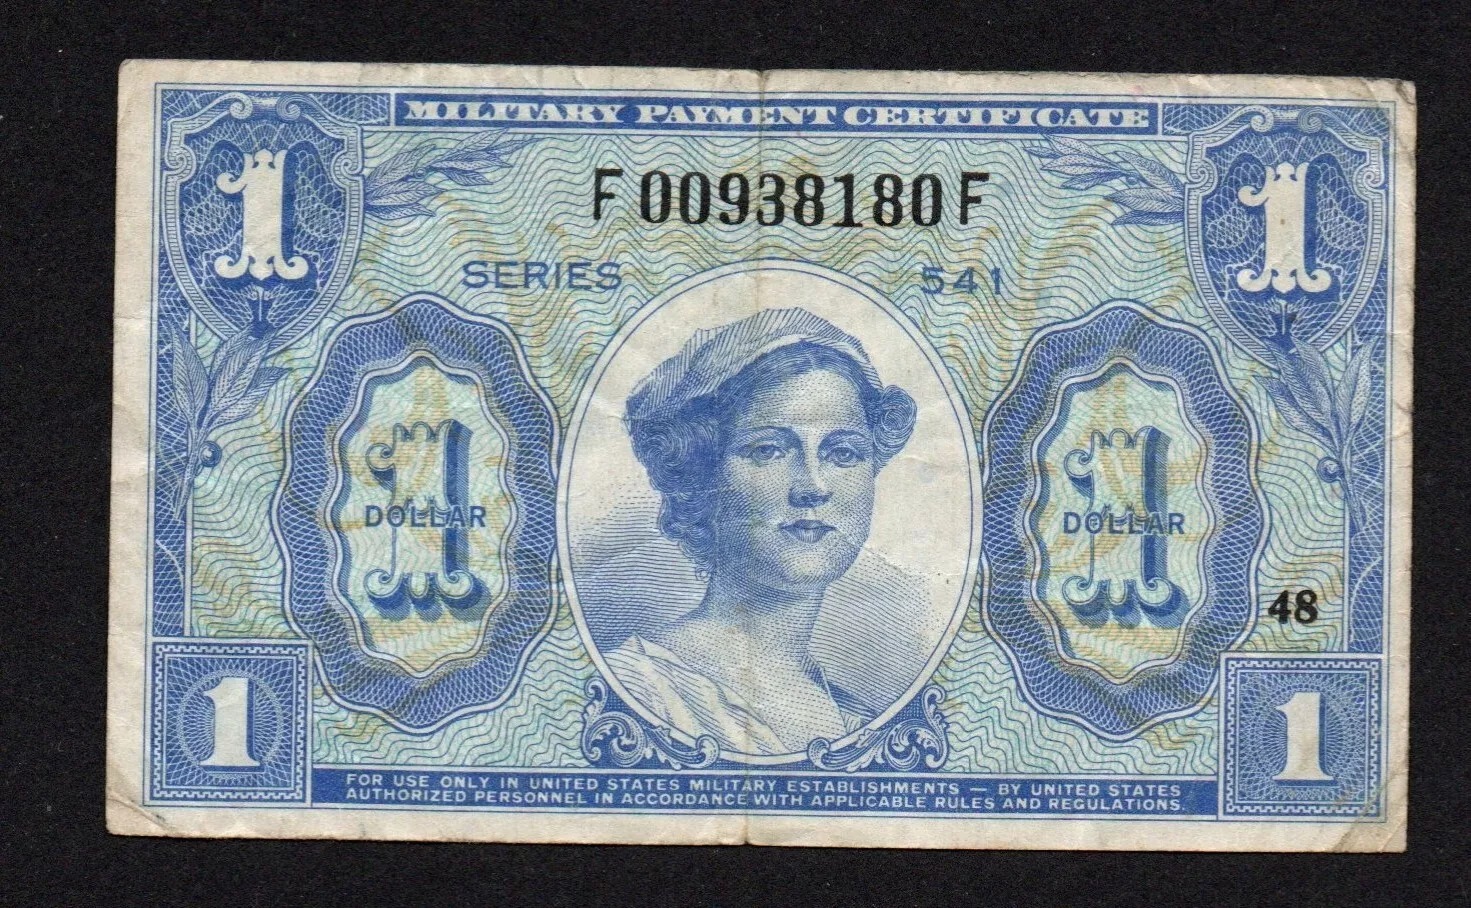 MILITARY PAYMENT CERTIFICATE
1
1
F00938180F
SERIES 541
1
DOLLAR
1
DOLLAR
48
1
1
FOR USE ONLY IN UNITED STATES MILITARY ESTABLISHMENTS — BY UNITED STATES
AUTHORIZED PERSONNEL IN ACCORDANCE WITH APPLICABLE RULES AND REGULATIONS.